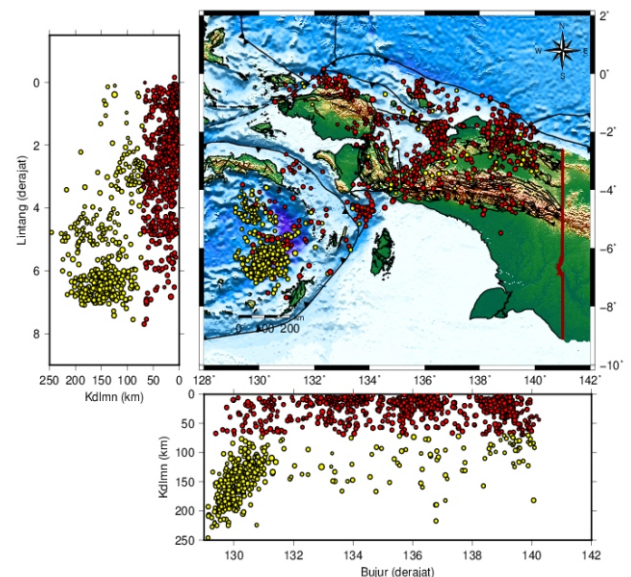 Lintang (derajat)
0
2
4
6
8
250 200 150 100 50 0
Kdlmn (km)
N
W E
S
2˚
0˚
−2˚
−4˚
−6˚
−8˚
−10˚
km
0 100 200
128˚ 130˚ 132˚ 134˚ 136˚ 138˚ 140˚ 142˚
Kdlmn (km)
0
50
100
150
200
250
130 132 134 136 138 140 142
Bujur (derajat)